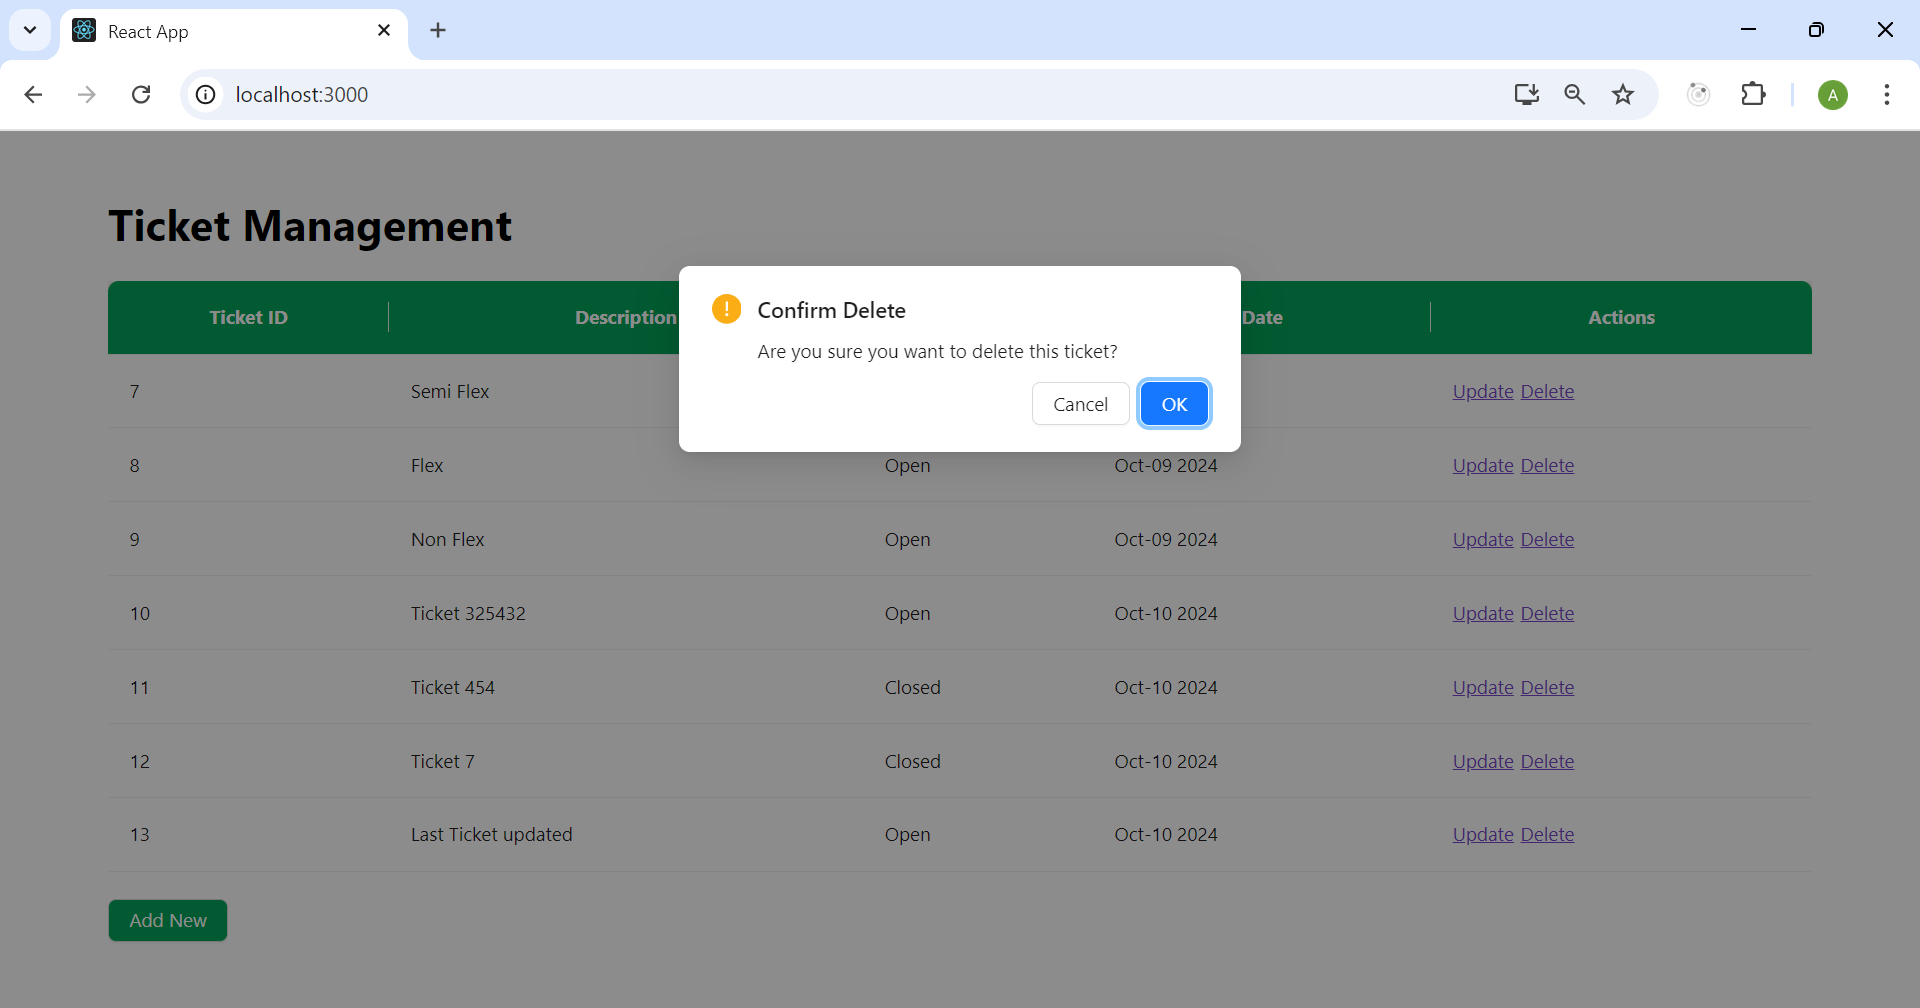 React App
localhost:3000
A
Ticket Management
Ticket ID Description Date Actions
Confirm Delete
Are you sure you want to delete this ticket?
Cancel OK
7 Semi Flex Update Delete
8 Flex Open Oct-09 2024 Update Delete
9 Non Flex Open Oct-09 2024 Update Delete
10 Ticket 325432 Open Oct-10 2024 Update Delete
11 Ticket 454 Closed Oct-10 2024 Update Delete
12 Ticket 7 Closed Oct-10 2024 Update Delete
13 Last Ticket updated Open Oct-10 2024 Update Delete
Add New